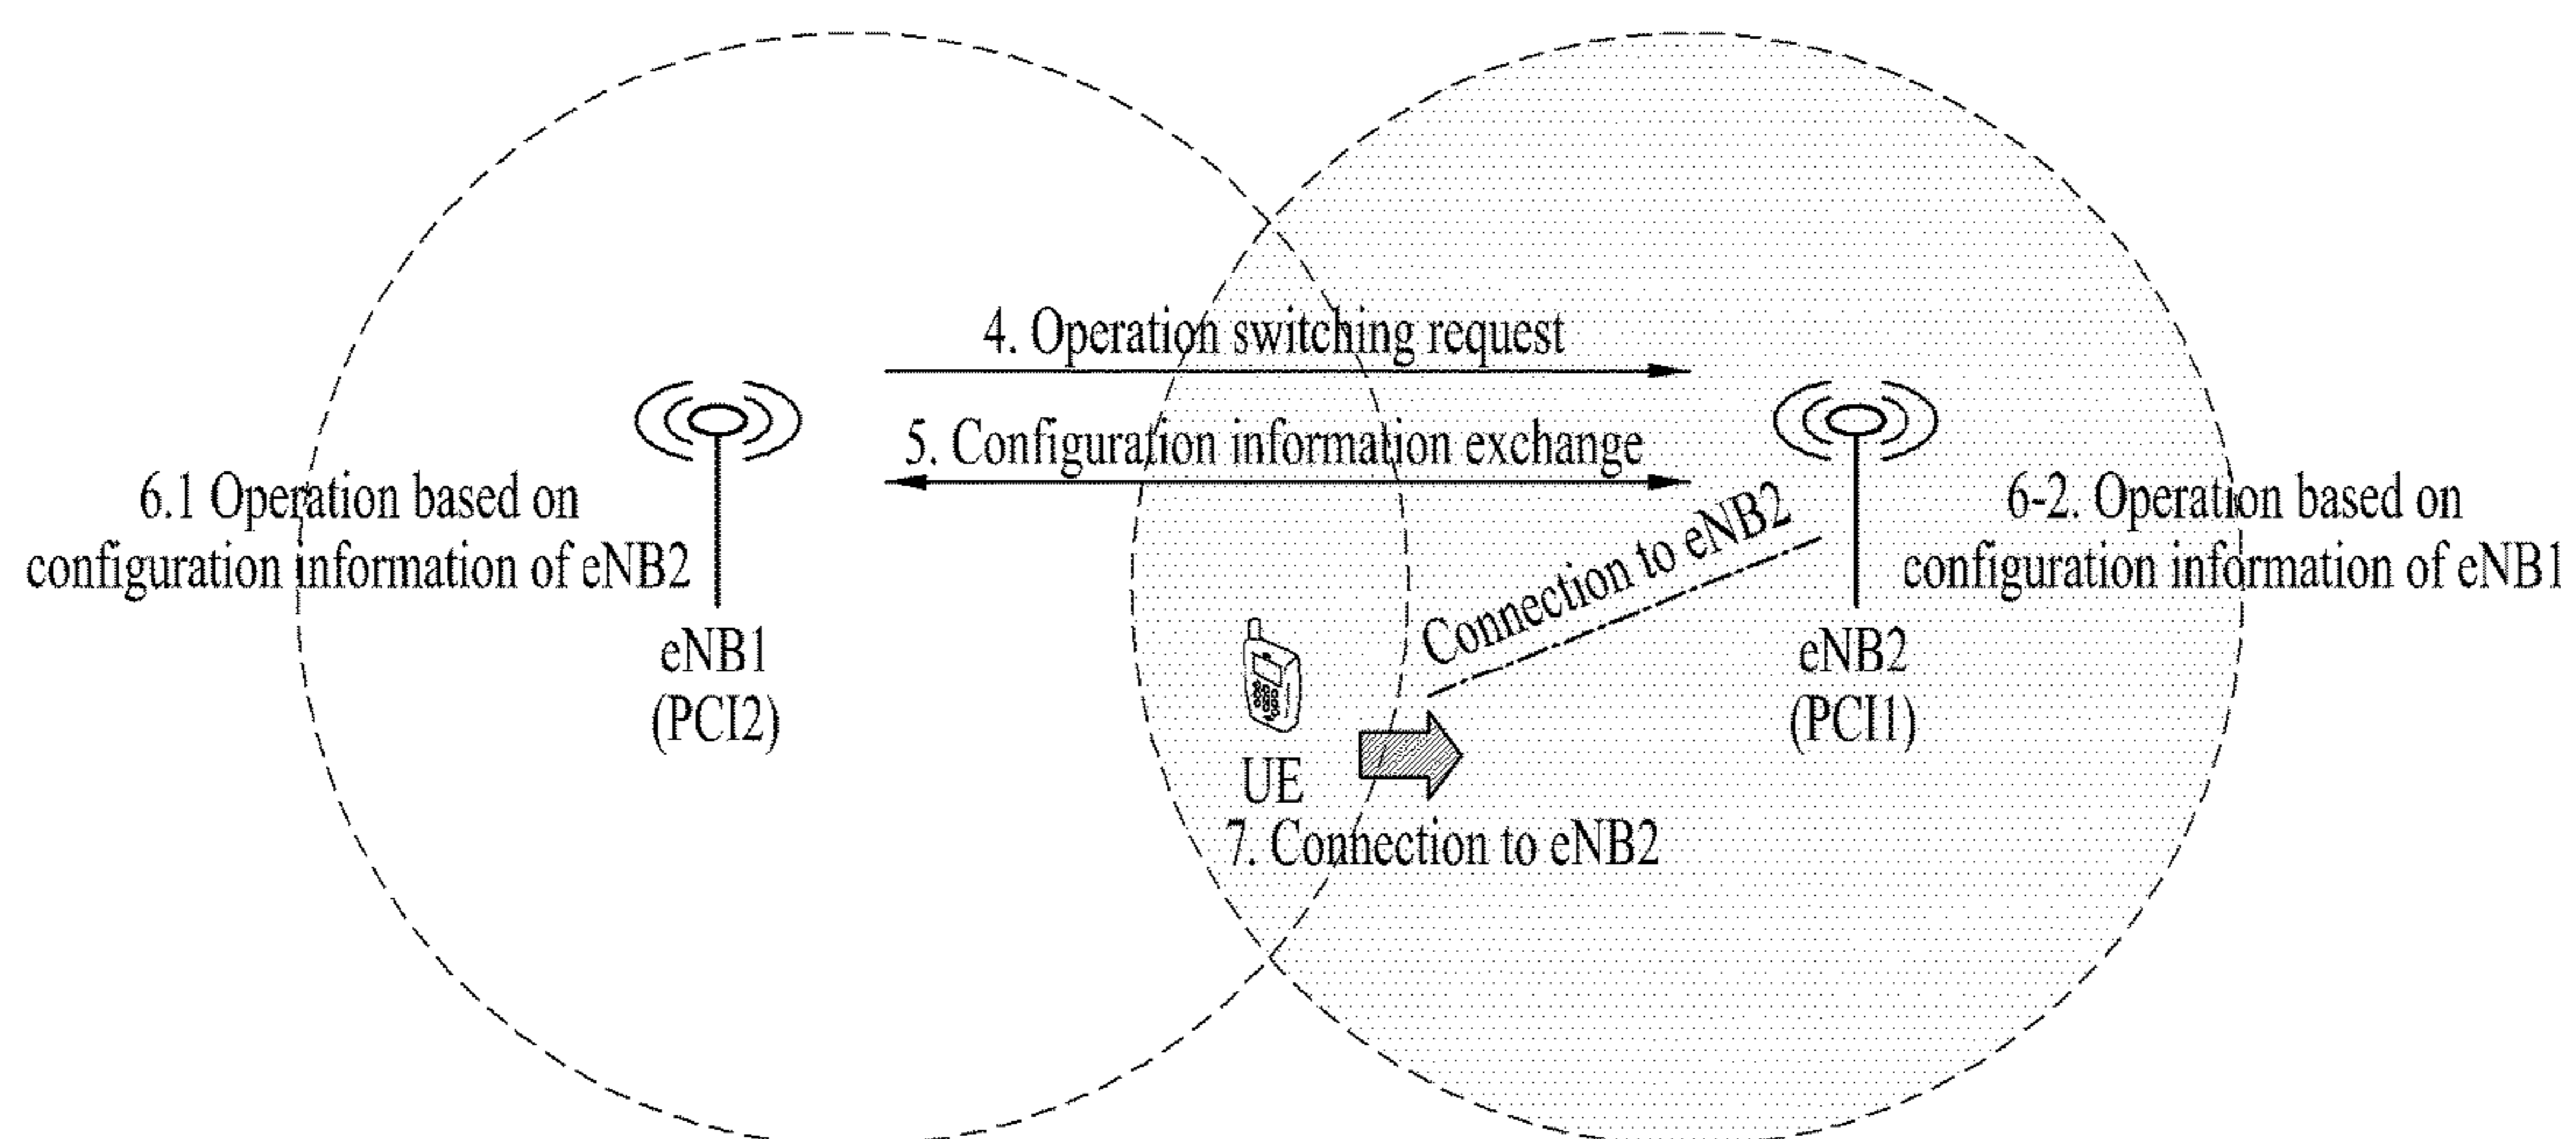 4. Operation switching request
5. Configuration information exchange
6.1 Operation based on
configuration information of eNB2
6-2. Operation based on
configuration information of eNB1
Connection to eNB2
eNB1
(PCI2)
eNB2
(PCI1)
UE
7. Connection to eNB2